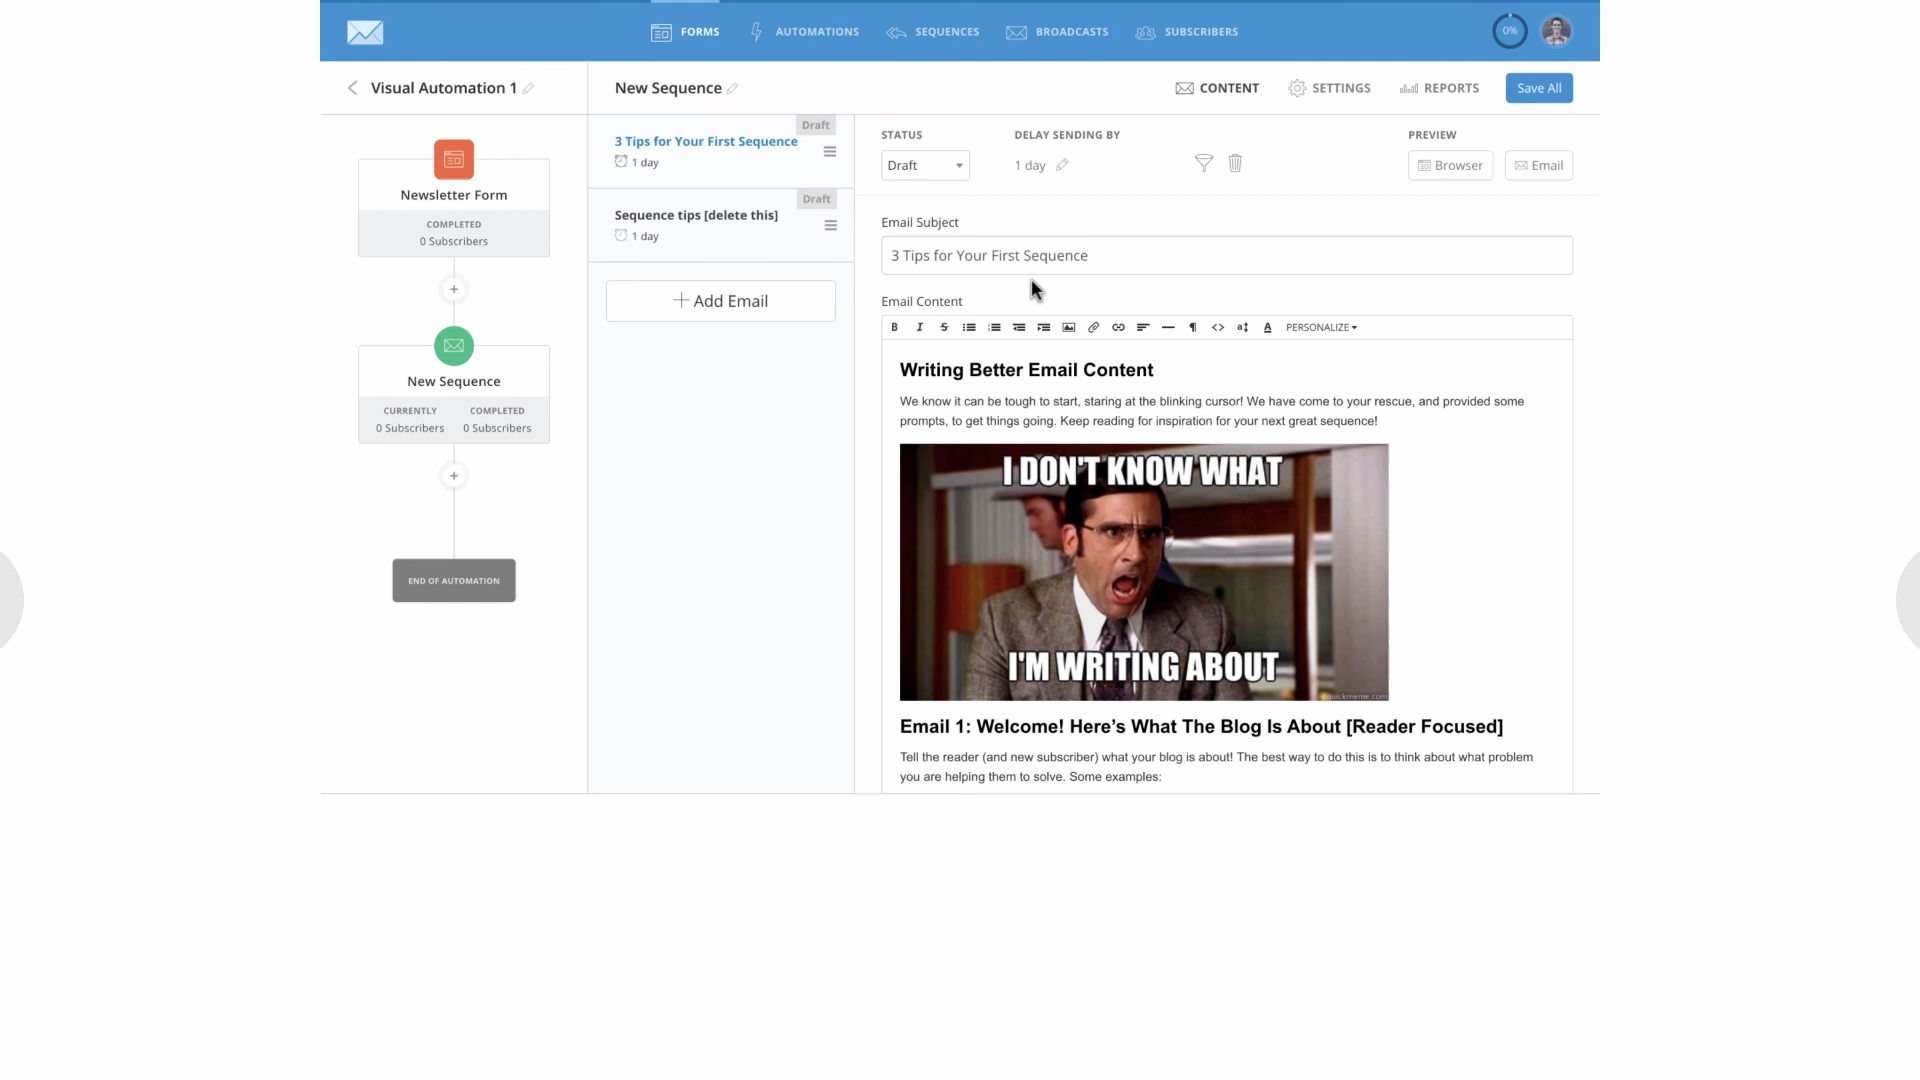 FORMS
AUTOMATIONS
SEQUENCES
BROADCASTS
SUBSCRIBERS
0%
Visual Automation 1
New Sequence
CONTENT
SETTINGS
REPORTS
Save All
Newsletter Form
COMPLETED
0 Subscribers
+
New Sequence
CURRENTLY
COMPLETED
0 Subscribers
0 Subscribers
+
END OF AUTOMATION
Draft
3 Tips for Your First Sequence
1 day
Draft
Sequence tips [delete this]
1 day
+ Add Email
STATUS
DELAY SENDING BY
PREVIEW
Draft
1 day
Browser
Email
Email Subject
3 Tips for Your First Sequence
Email Content
B I S
PERSONALIZE
Writing Better Email Content
We know it can be tough to start, staring at the blinking cursor! We have come to your rescue, and provided some
prompts, to get things going. Keep reading for inspiration for your next great sequence!
I DON'T KNOW WHAT
I'M WRITING ABOUT
quickmeme.com
Email 1: Welcome! Here’s What The Blog Is About [Reader Focused]
Tell the reader (and new subscriber) what your blog is about! The best way to do this is to think about what problem
you are helping them to solve. Some examples: